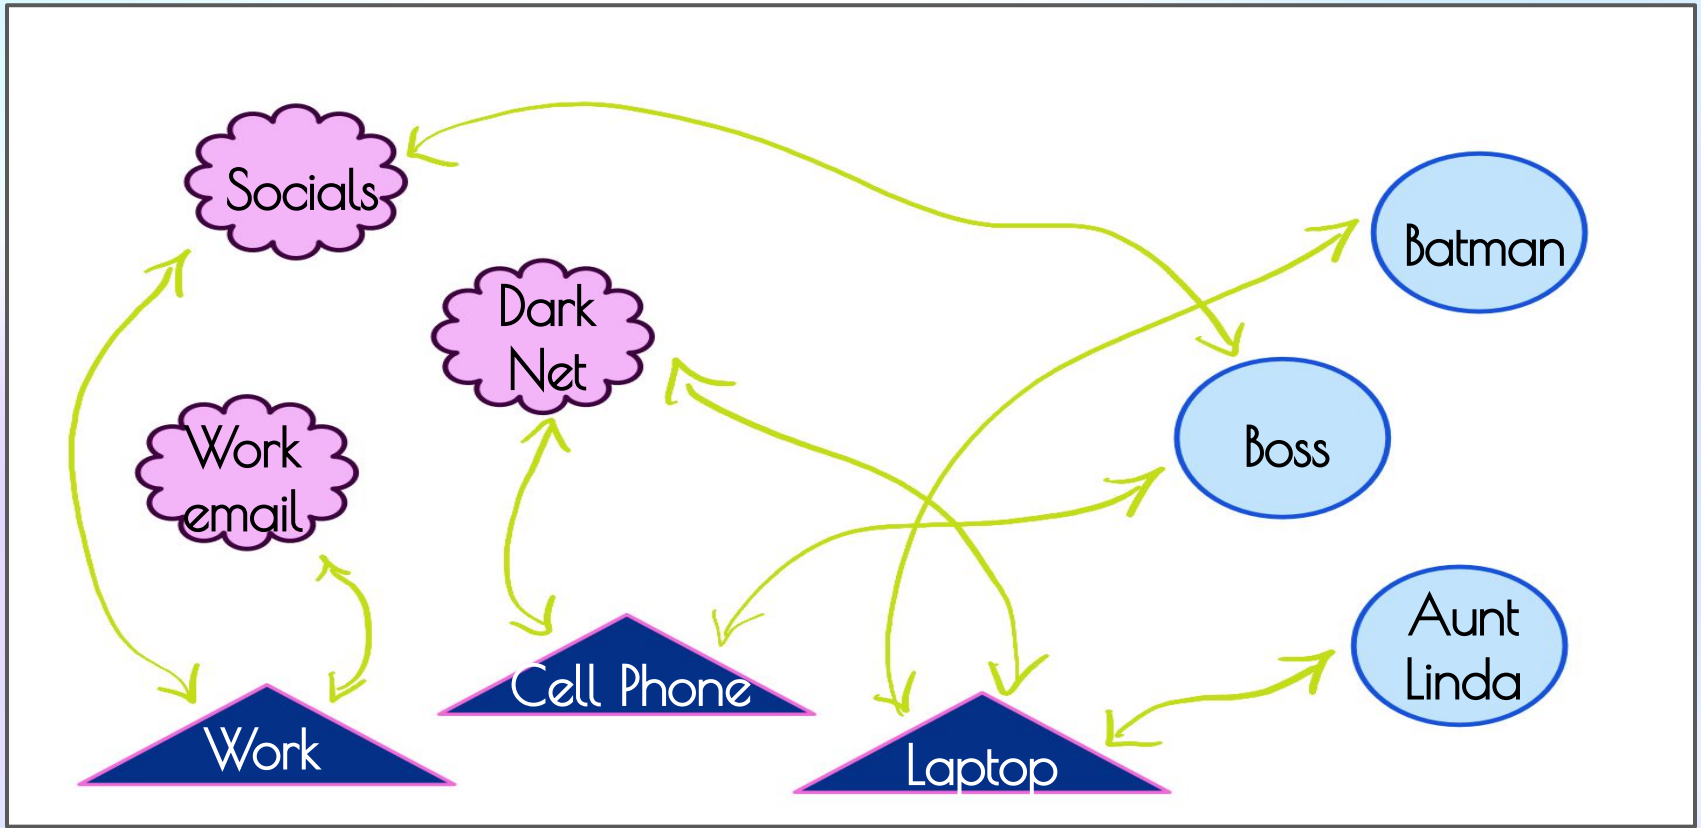 Socials
Batman
Dark
Net
Work
email
Boss
Aunt
Linda
Cell Phone
Work
Laptop